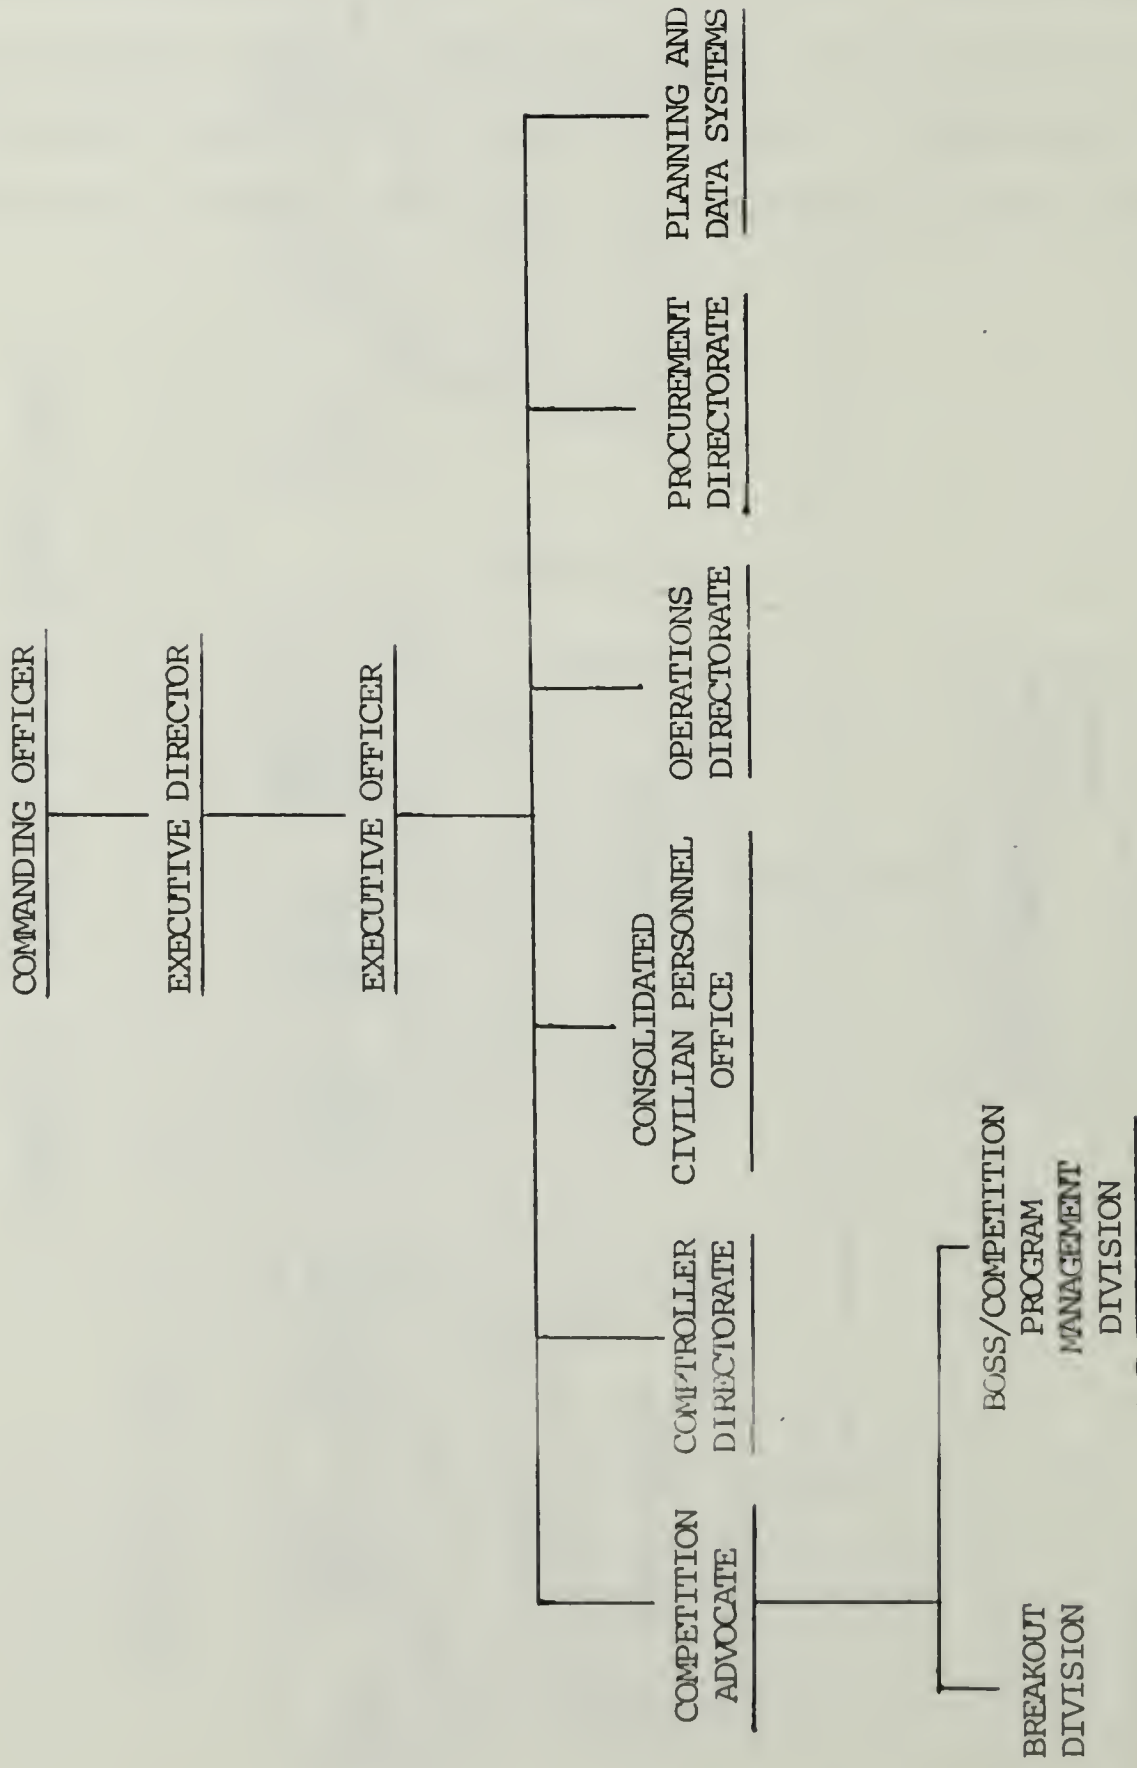 COMMANDING OFFICER
EXECUTIVE DIRECTOR
EXECUTIVE OFFICER
COMPETITION
ADVOCATE
COMPTROLLER
DIRECTORATE
CONSOLIDATED
CIVILIAN PERSONNEL
OFFICE
OPERATIONS
DIRECTORATE
PROCUREMENT
DIRECTORATE
PLANNING AND
DATA SYSTEMS
BREAKOUT
DIVISION
BOSS/COMPETITION
PROGRAM
MANAGEMENT
DIVISION